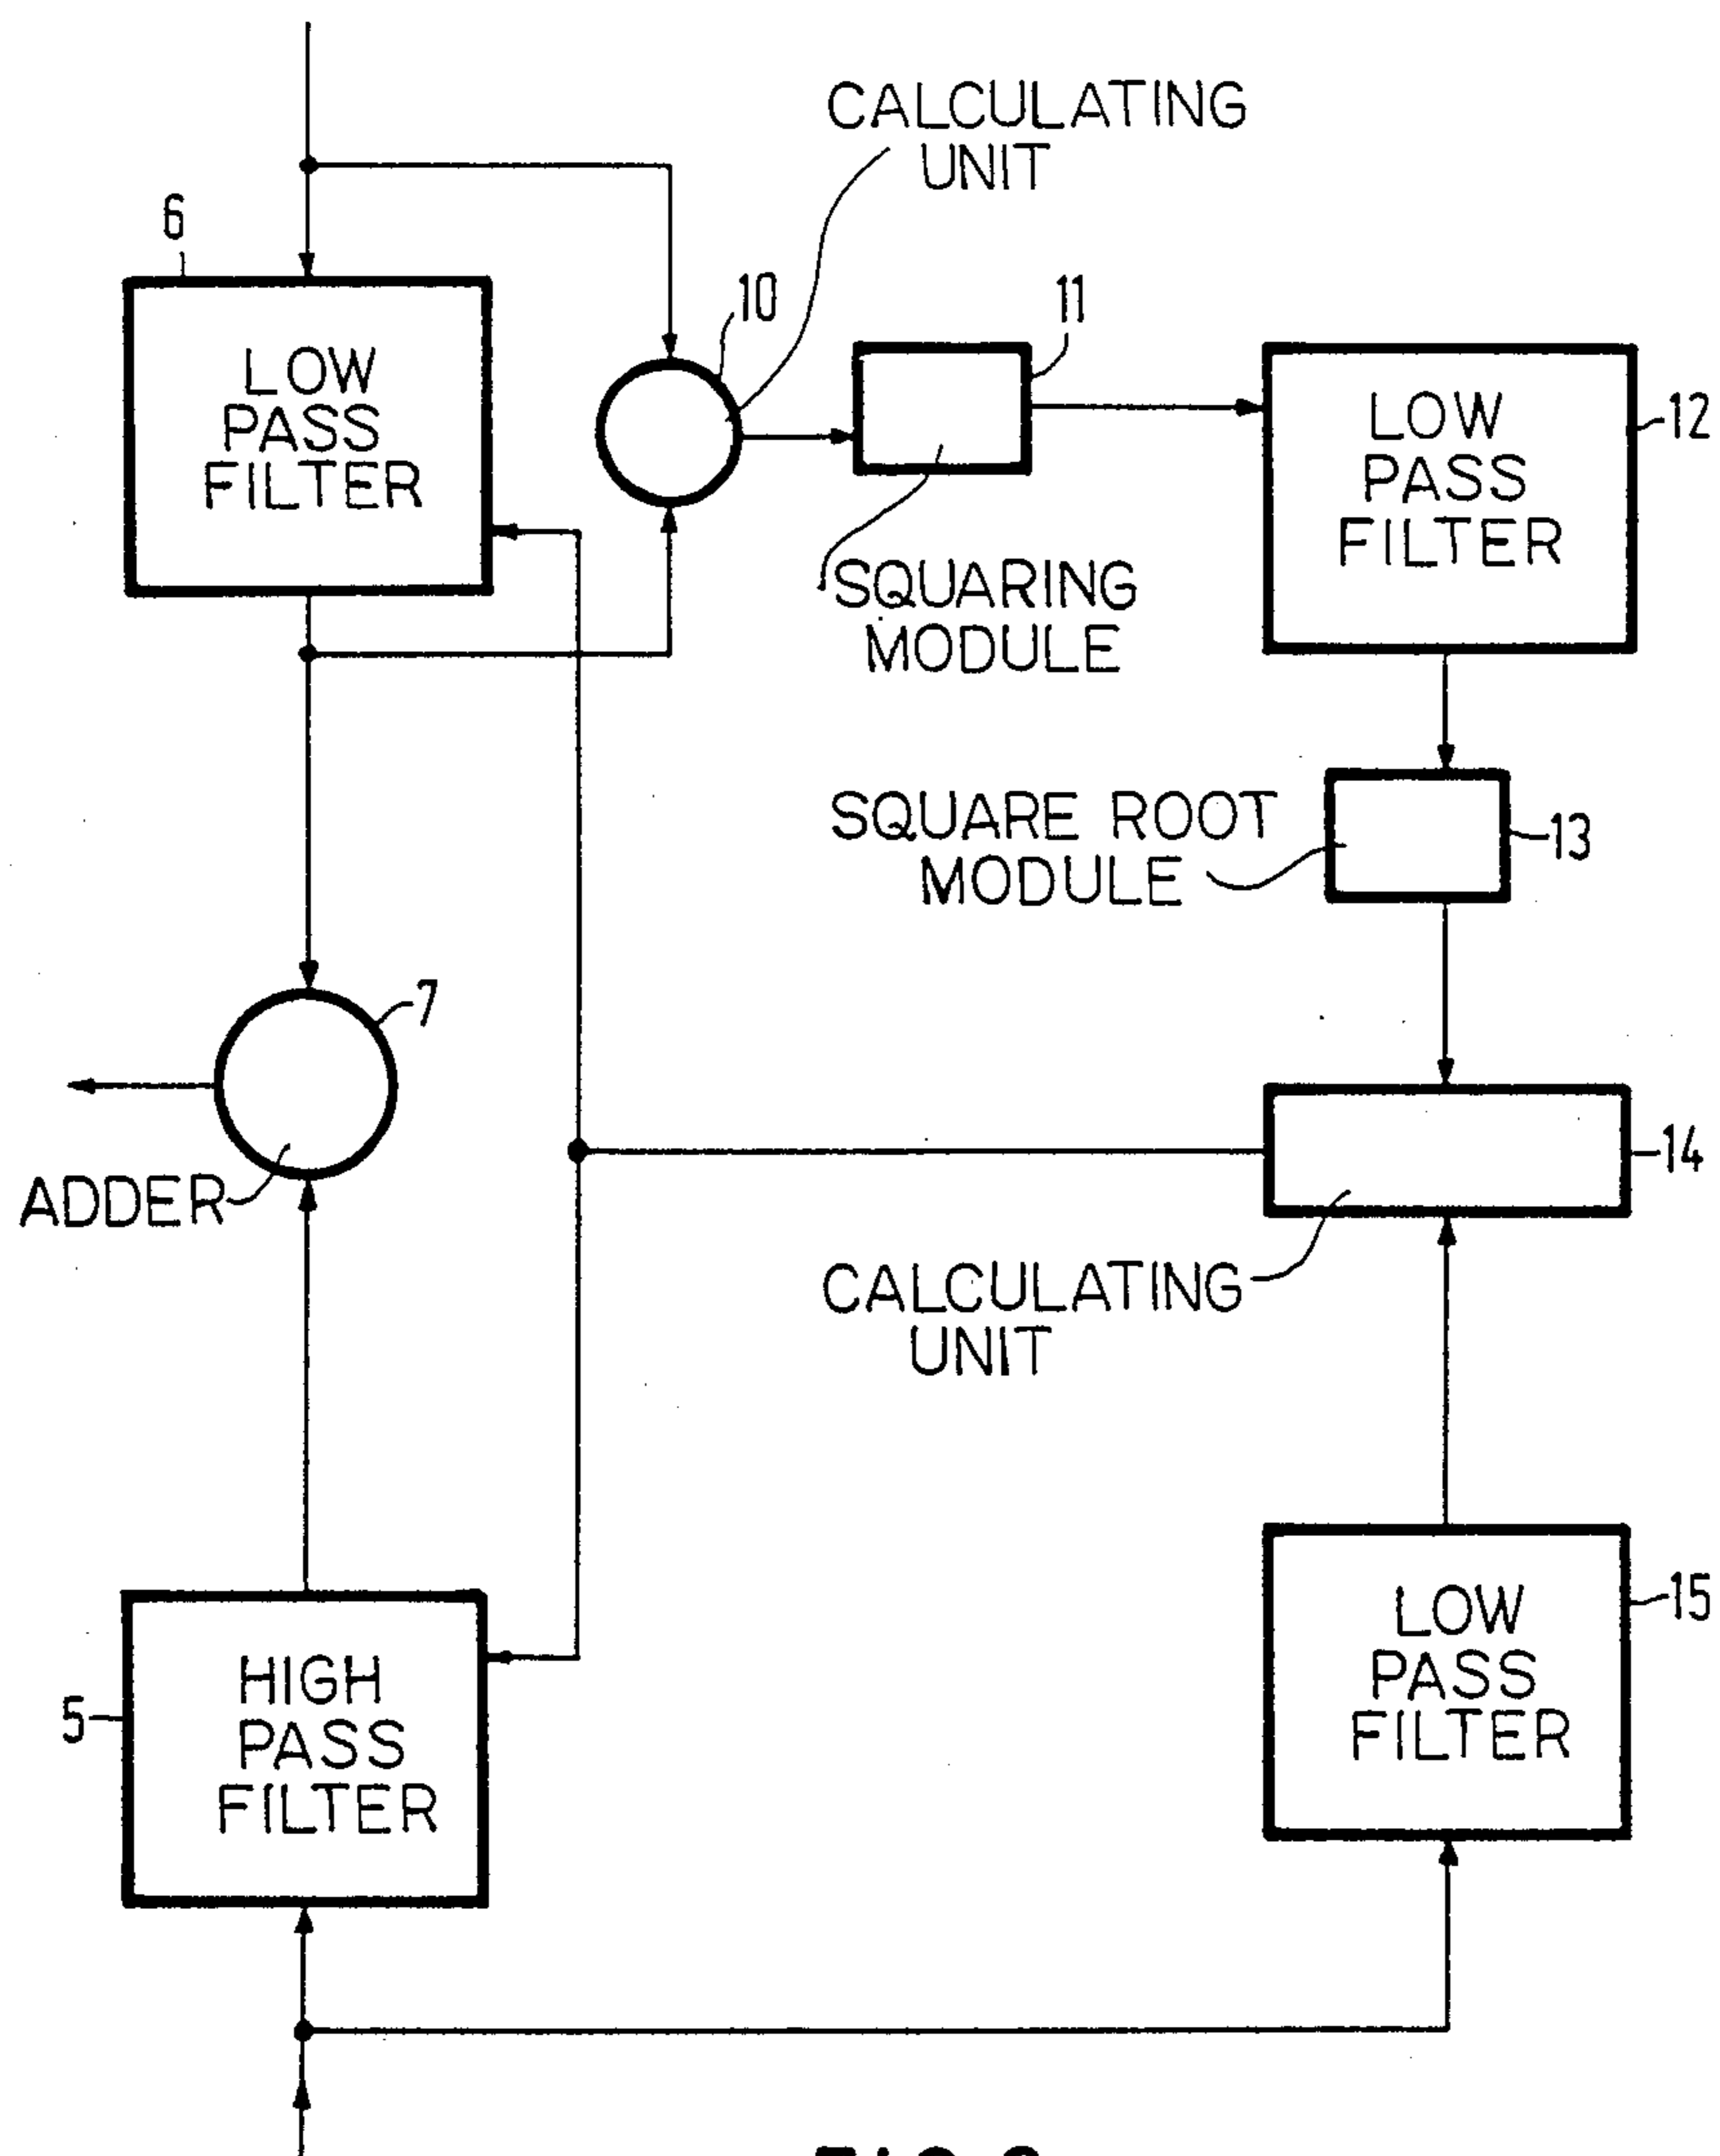 CALCULATING
UNIT
6
10
11
LOW
PASS
FILTER
LOW
PASS
FILTER
12
SQUARING
MODULE
SQUARE ROOT
MODULE
13
7
ADDER
14
CALCULATING
UNIT
5
HIGH
PASS
FILTER
LOW
PASS
FILTER
15